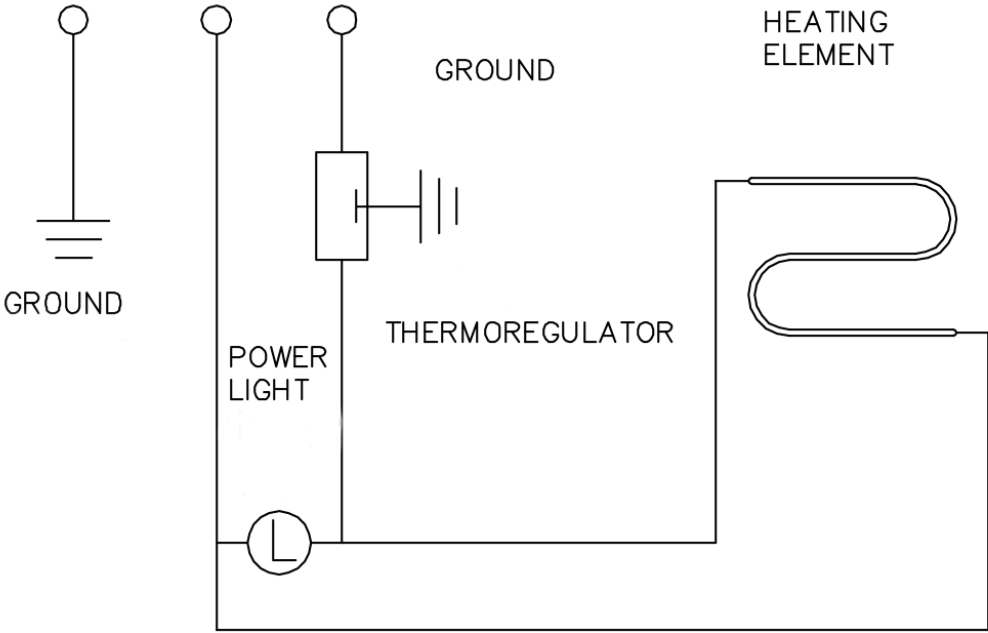 HEATING
ELEMENT
GROUND
GROUND
THERMOREGULATOR
POWER
LIGHT
L